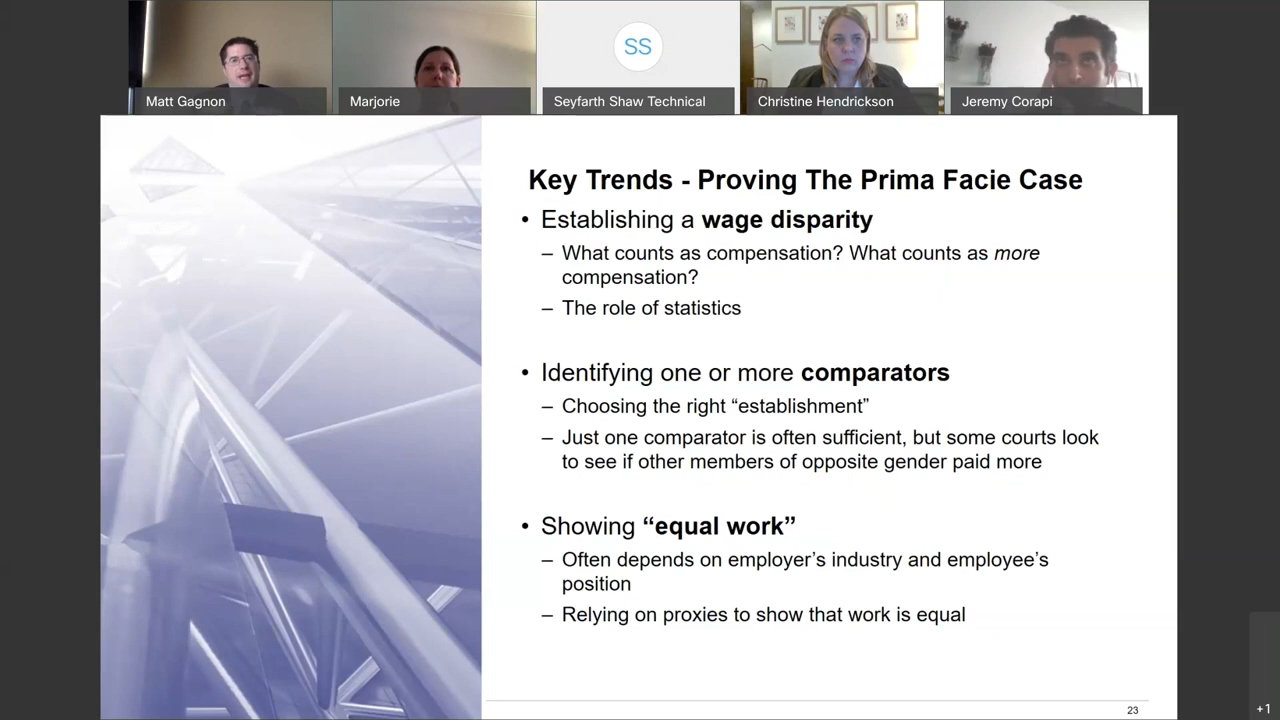 SS
Matt Gagnon
Marjorie
Seyfarth Shaw Technical
Christine Hendrickson
Jeremy Corapi
Key Trends - Proving The Prima Facie Case
• Establishing a wage disparity
– What counts as compensation? What counts as more
compensation?
– The role of statistics
• Identifying one or more comparators
– Choosing the right “establishment”
– Just one comparator is often sufficient, but some courts look
to see if other members of opposite gender paid more
• Showing “equal work”
– Often depends on employer’s industry and employee’s
position
– Relying on proxies to show that work is equal
23
+1